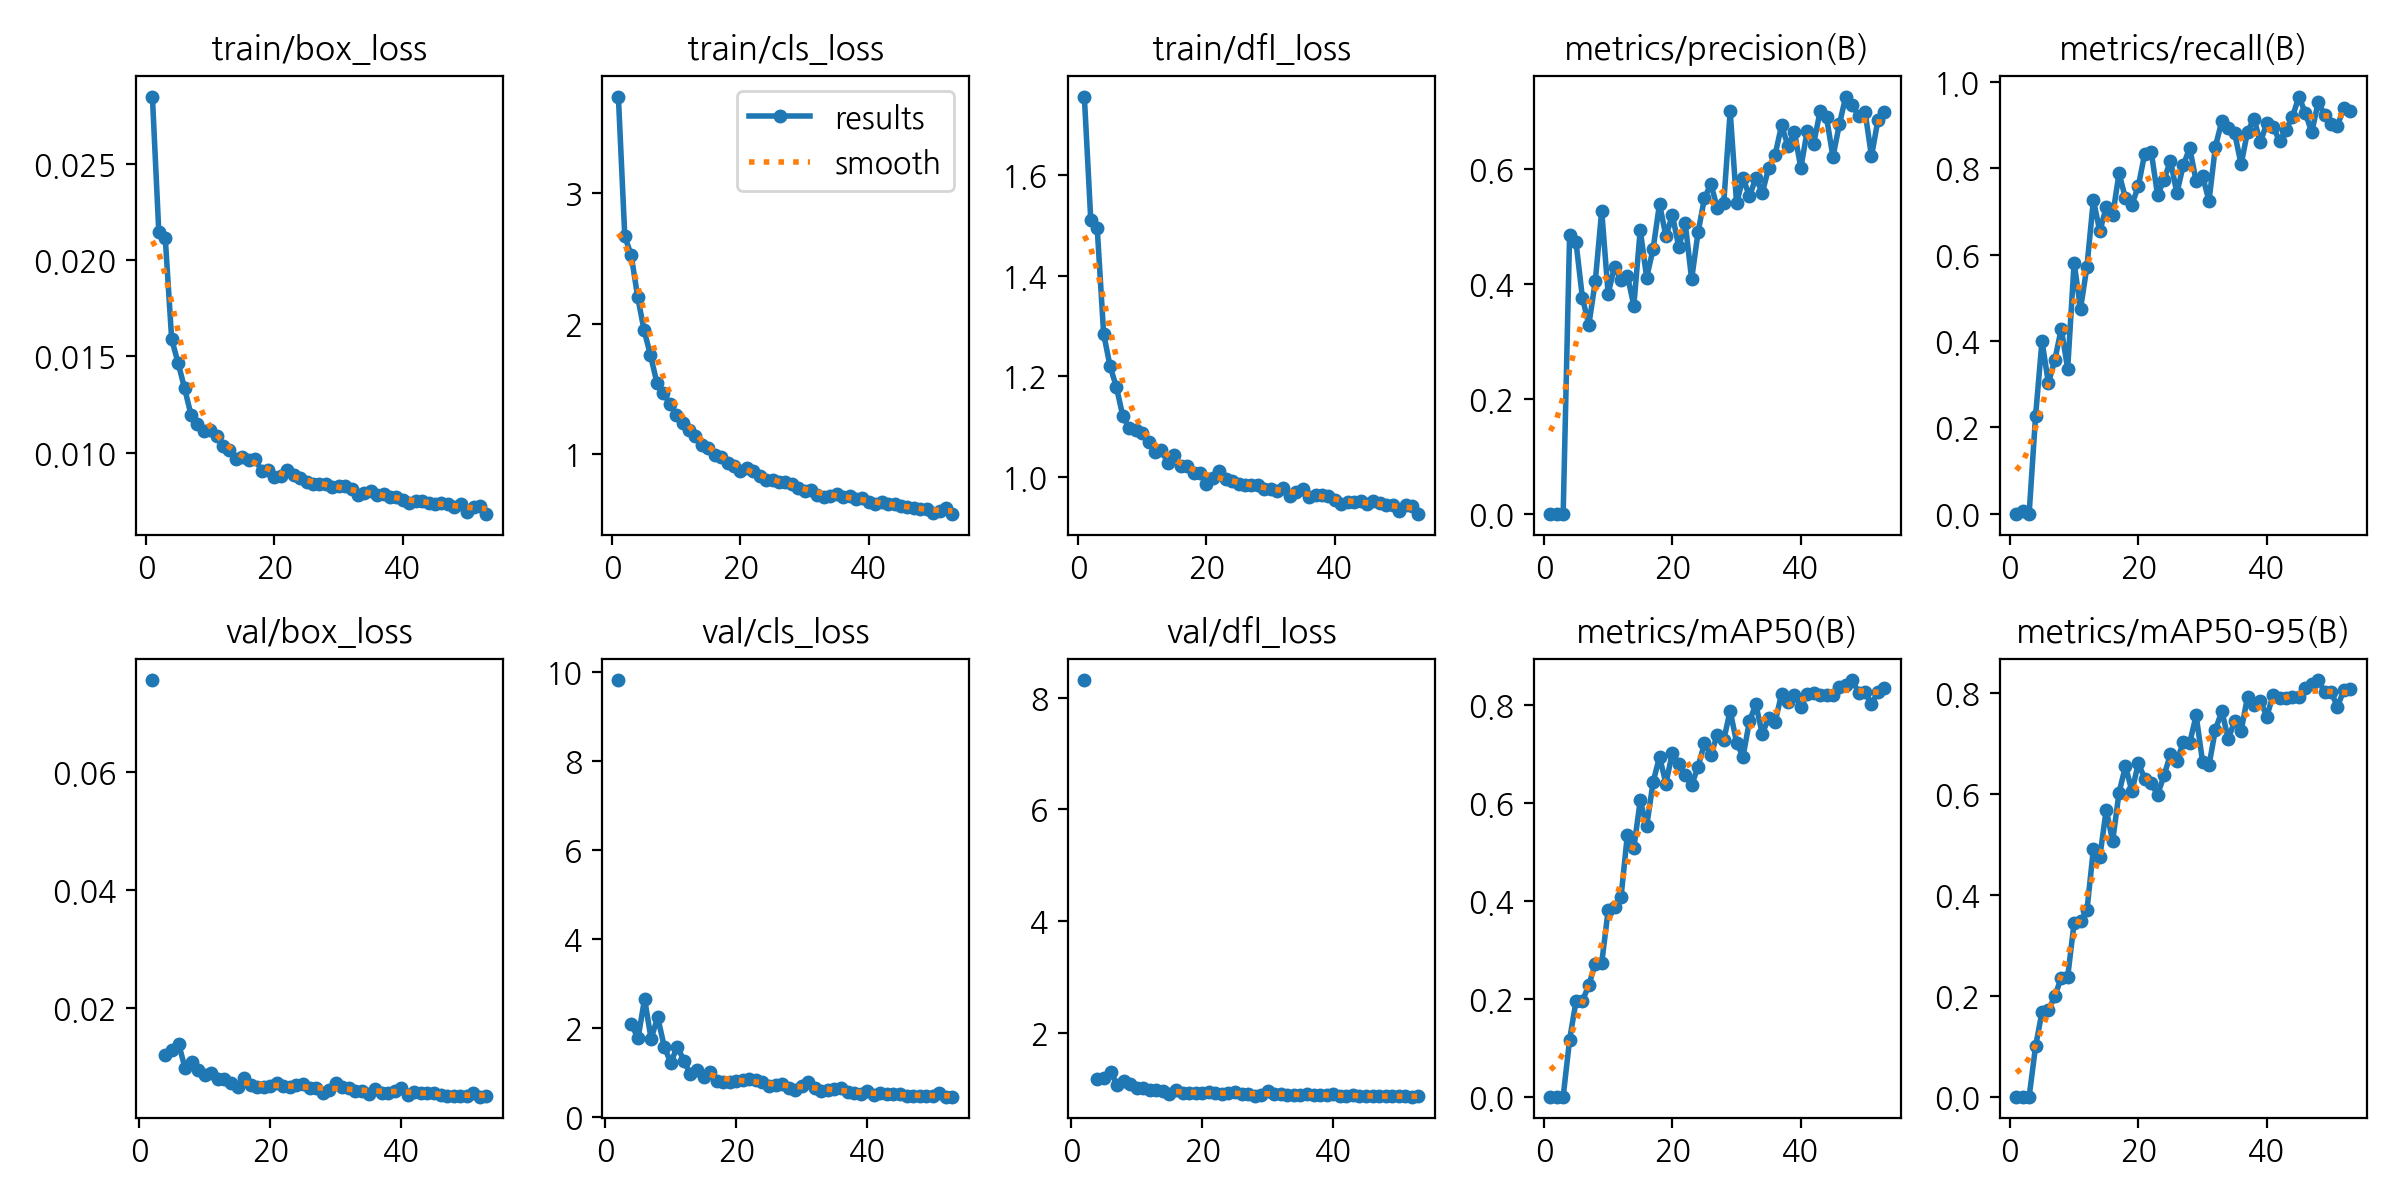 train/box_loss
0.025
0.020
0.015
0.010
0 20 40
train/cls_loss
results
smooth
3
2
1
0 20 40
train/dfl_loss
1.6
1.4
1.2
1.0
0 20 40
metrics/precision(B)
0.6
0.4
0.2
0.0
0 20 40
metrics/recall(B)
1.0
0.8
0.6
0.4
0.2
0.0
0 20 40
val/box_loss
0.06
0.04
0.02
0 20 40
val/cls_loss
10
8
6
4
2
0
0 20 40
val/dfl_loss
8
6
4
2
0 20 40
metrics/mAP50(B)
0.8
0.6
0.4
0.2
0.0
0 20 40
metrics/mAP50-95(B)
0.8
0.6
0.4
0.2
0.0
0 20 40